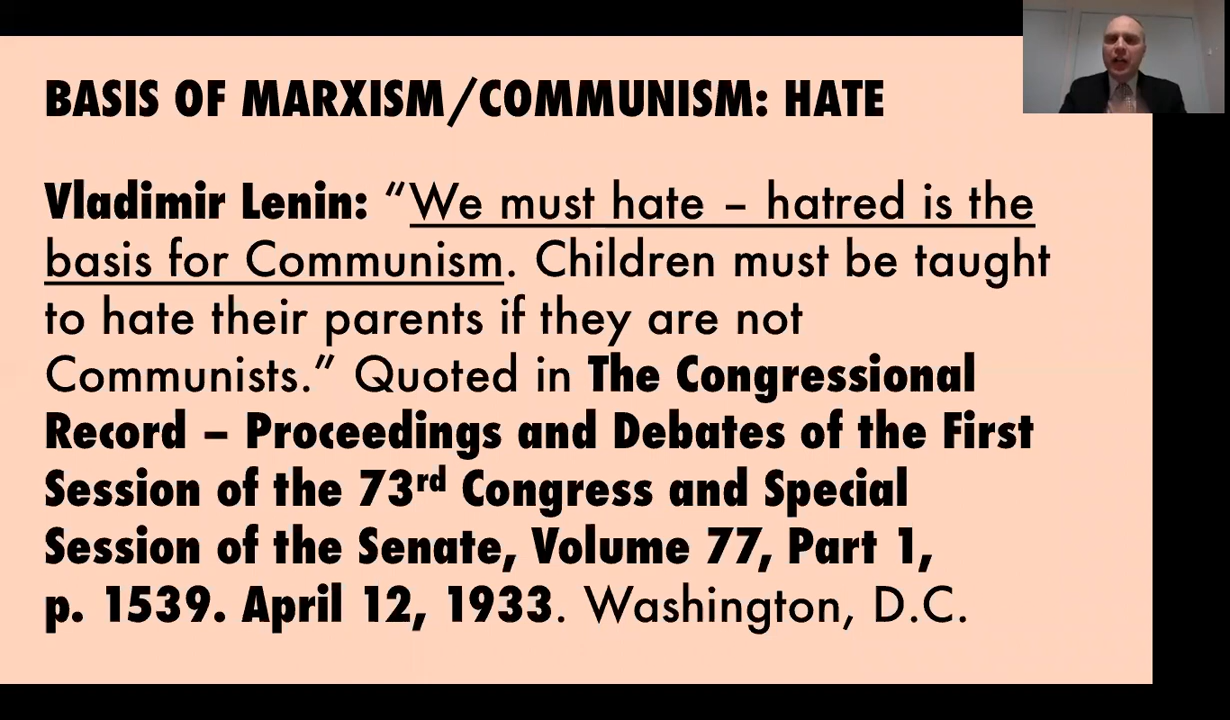 BASIS OF MARXISM/COMMUNISM: HATE
Vladimir Lenin: “We must hate – hatred is the
basis for Communism. Children must be taught
to hate their parents if they are not
Communists.” Quoted in The Congressional
Record – Proceedings and Debates of the First
Session of the 73rd Congress and Special
Session of the Senate, Volume 77, Part 1,
p. 1539. April 12, 1933. Washington, D.C.